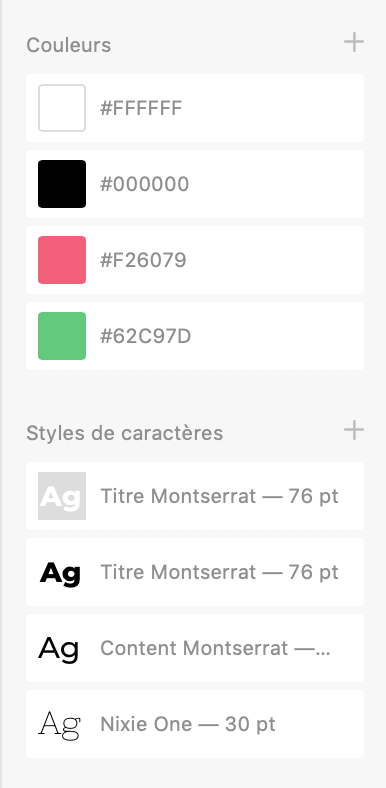 Couleurs
#FFFFFF
#000000
#F26079
#62C97D
Styles de caractères
Ag Titre Montserrat — 76 pt
Ag Titre Montserrat — 76 pt
Ag Content Montserrat —...
Ag Nixie One — 30 pt